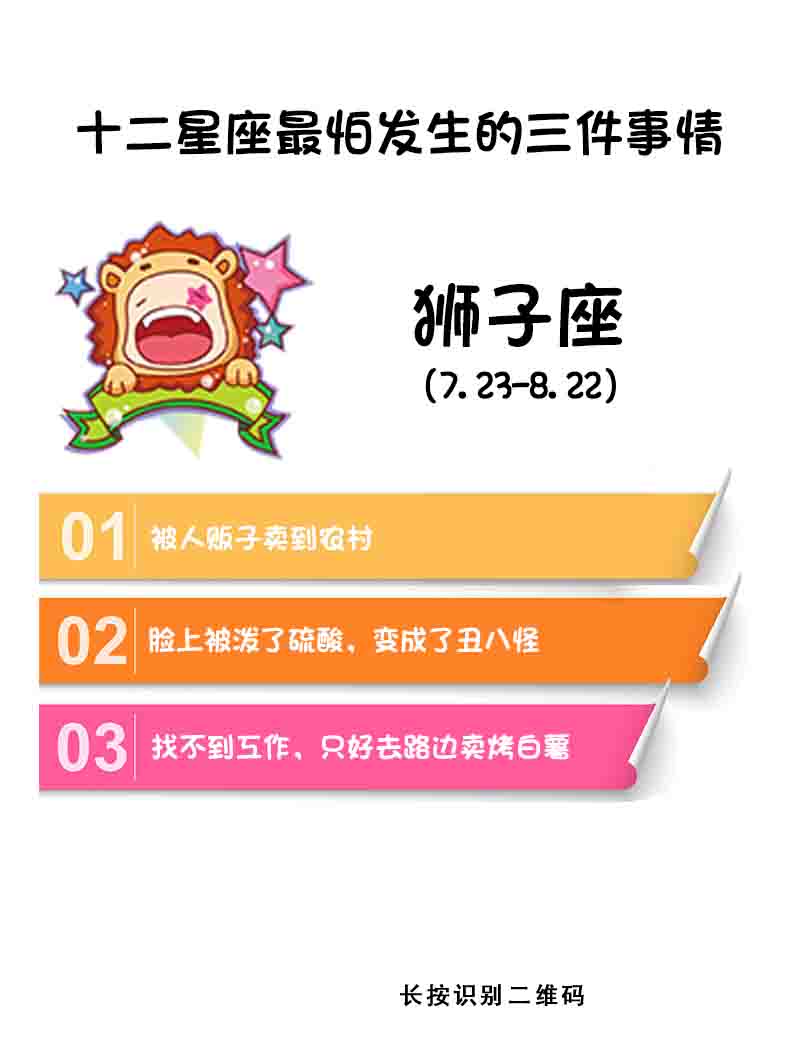 十二星座最怕发生的三件事情
狮子座
(7.23-8.22)
01 被人贩子卖到农村
02 脸上被泼了硫酸，变成了丑八怪
03 找不到工作，只好去路边卖烤白薯
长按识别二维码